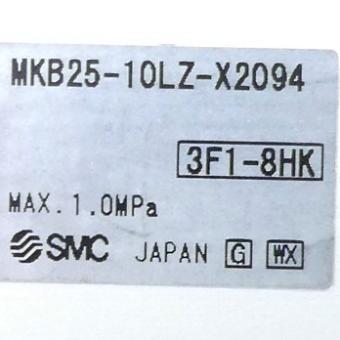 MKB25-10LZ-X2094
3F1-8HK
MAX.1.0MPa
SMC JAPAN G WX